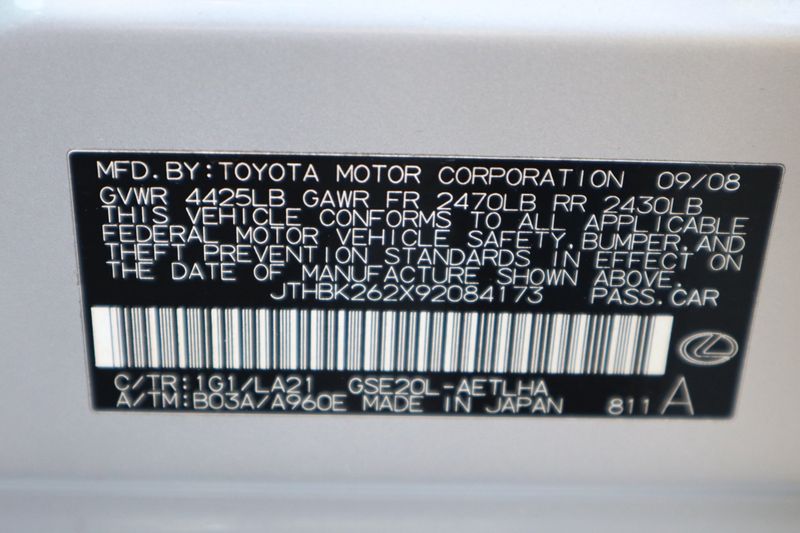 MFD. BY: TOYOTA MOTOR CORPORATION 09/08
GVWR 4425LB GAWR FR 2470LB RR 2430LB
THIS VEHICLE CONFORMS TO ALL APPLICABLE
FEDERAL MOTOR VEHICLE SAFETY, BUMPER, AND
THEFT PREVENTION STANDARDS IN EFFECT ON
THE DATE OF MANUFACTURE SHOWN ABOVE.
JTHBK262X92084173 PASS. CAR
C/TR: 1G1/LA21 GSE20L-AETLHA
A/TM: B03A/A960E MADE IN JAPAN 811 A